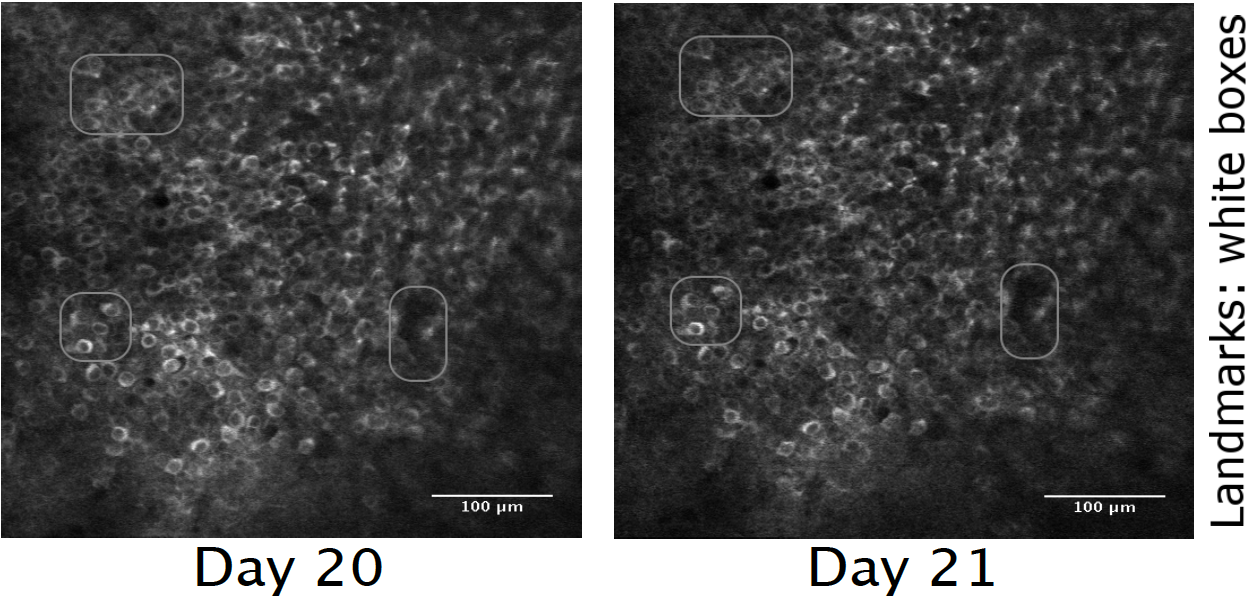 100 µm
100 µm
Day 20
Day 21
Landmarks: white boxes